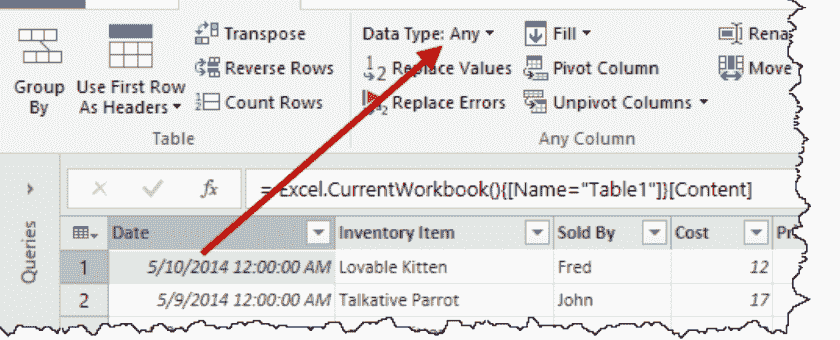 Transpose
Data Type: Any
Fill
Reverse Rows
Replace Values
Pivot Column
Move
Group
By
Use First Row
As Headers
Count Rows
Replace Errors
Unpivot Columns
Table
Any Column
fx
Excel.CurrentWorkbook(){[Name="Table1"]}[Content]
Queries
Date
Inventory Item
Sold By
Cost
1
5/10/2014 12:00:00 AM
Lovable Kitten
Fred
12
2
5/9/2014 12:00:00 AM
Talkative Parrot
John
17